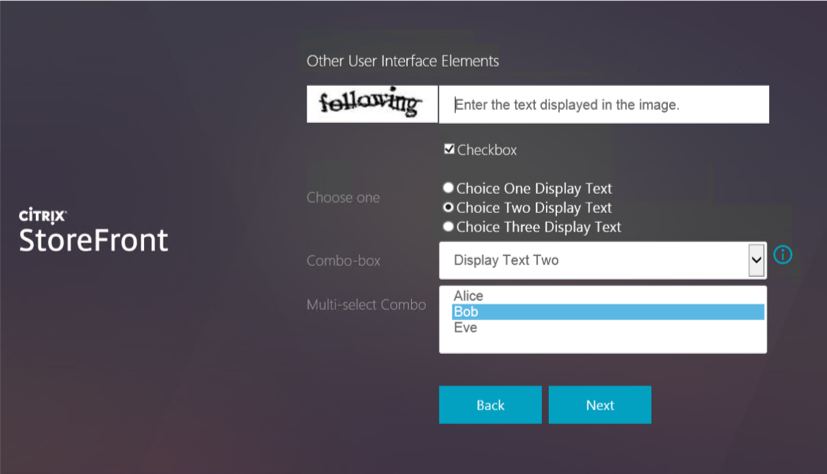 Other User Interface Elements
following
Enter the text displayed in the image.
Checkbox
Choose one
Choice One Display Text
Choice Two Display Text
Choice Three Display Text
CITRIX
StoreFront
Combo-box
Display Text Two
Multi-select Combo
Alice
Bob
Eve
Back
Next